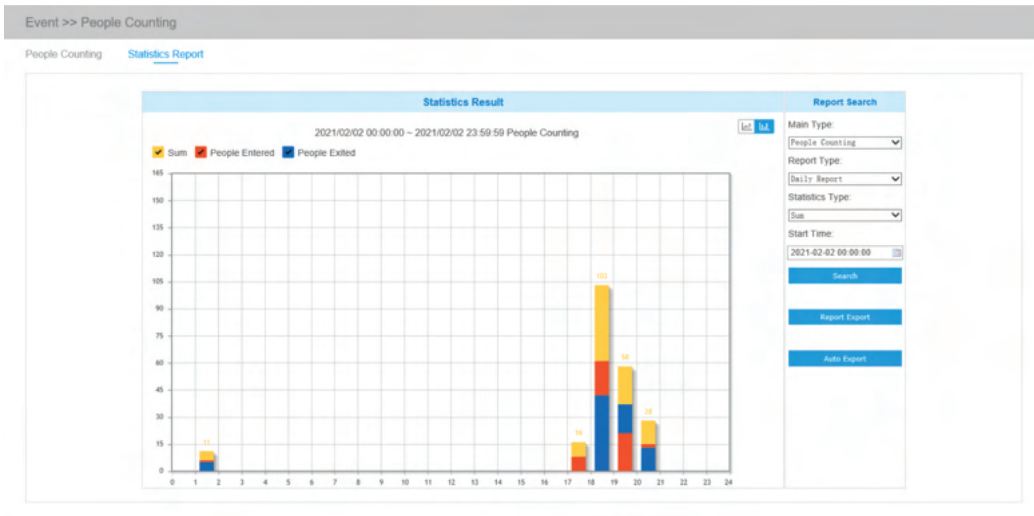 Event >> People Counting
People Counting Statistics Report
Statistics Result
2021/02/02 00:00:00 ~ 2021/02/02 23:59:59 People Counting
Sum People Entered People Exited
165
150
135
120
105
90
75
60
45
30
15
0
11
16
103
58
28
0 1 2 3 4 5 6 7 8 9 10 11 12 13 14 15 16 17 18 19 20 21 22 23 24
Report Search
Main Type:
People Counting
Report Type:
Daily Report
Statistics Type:
Sum
Start Time:
2021-02-02 00:00:00
Search
Report Export
Auto Export